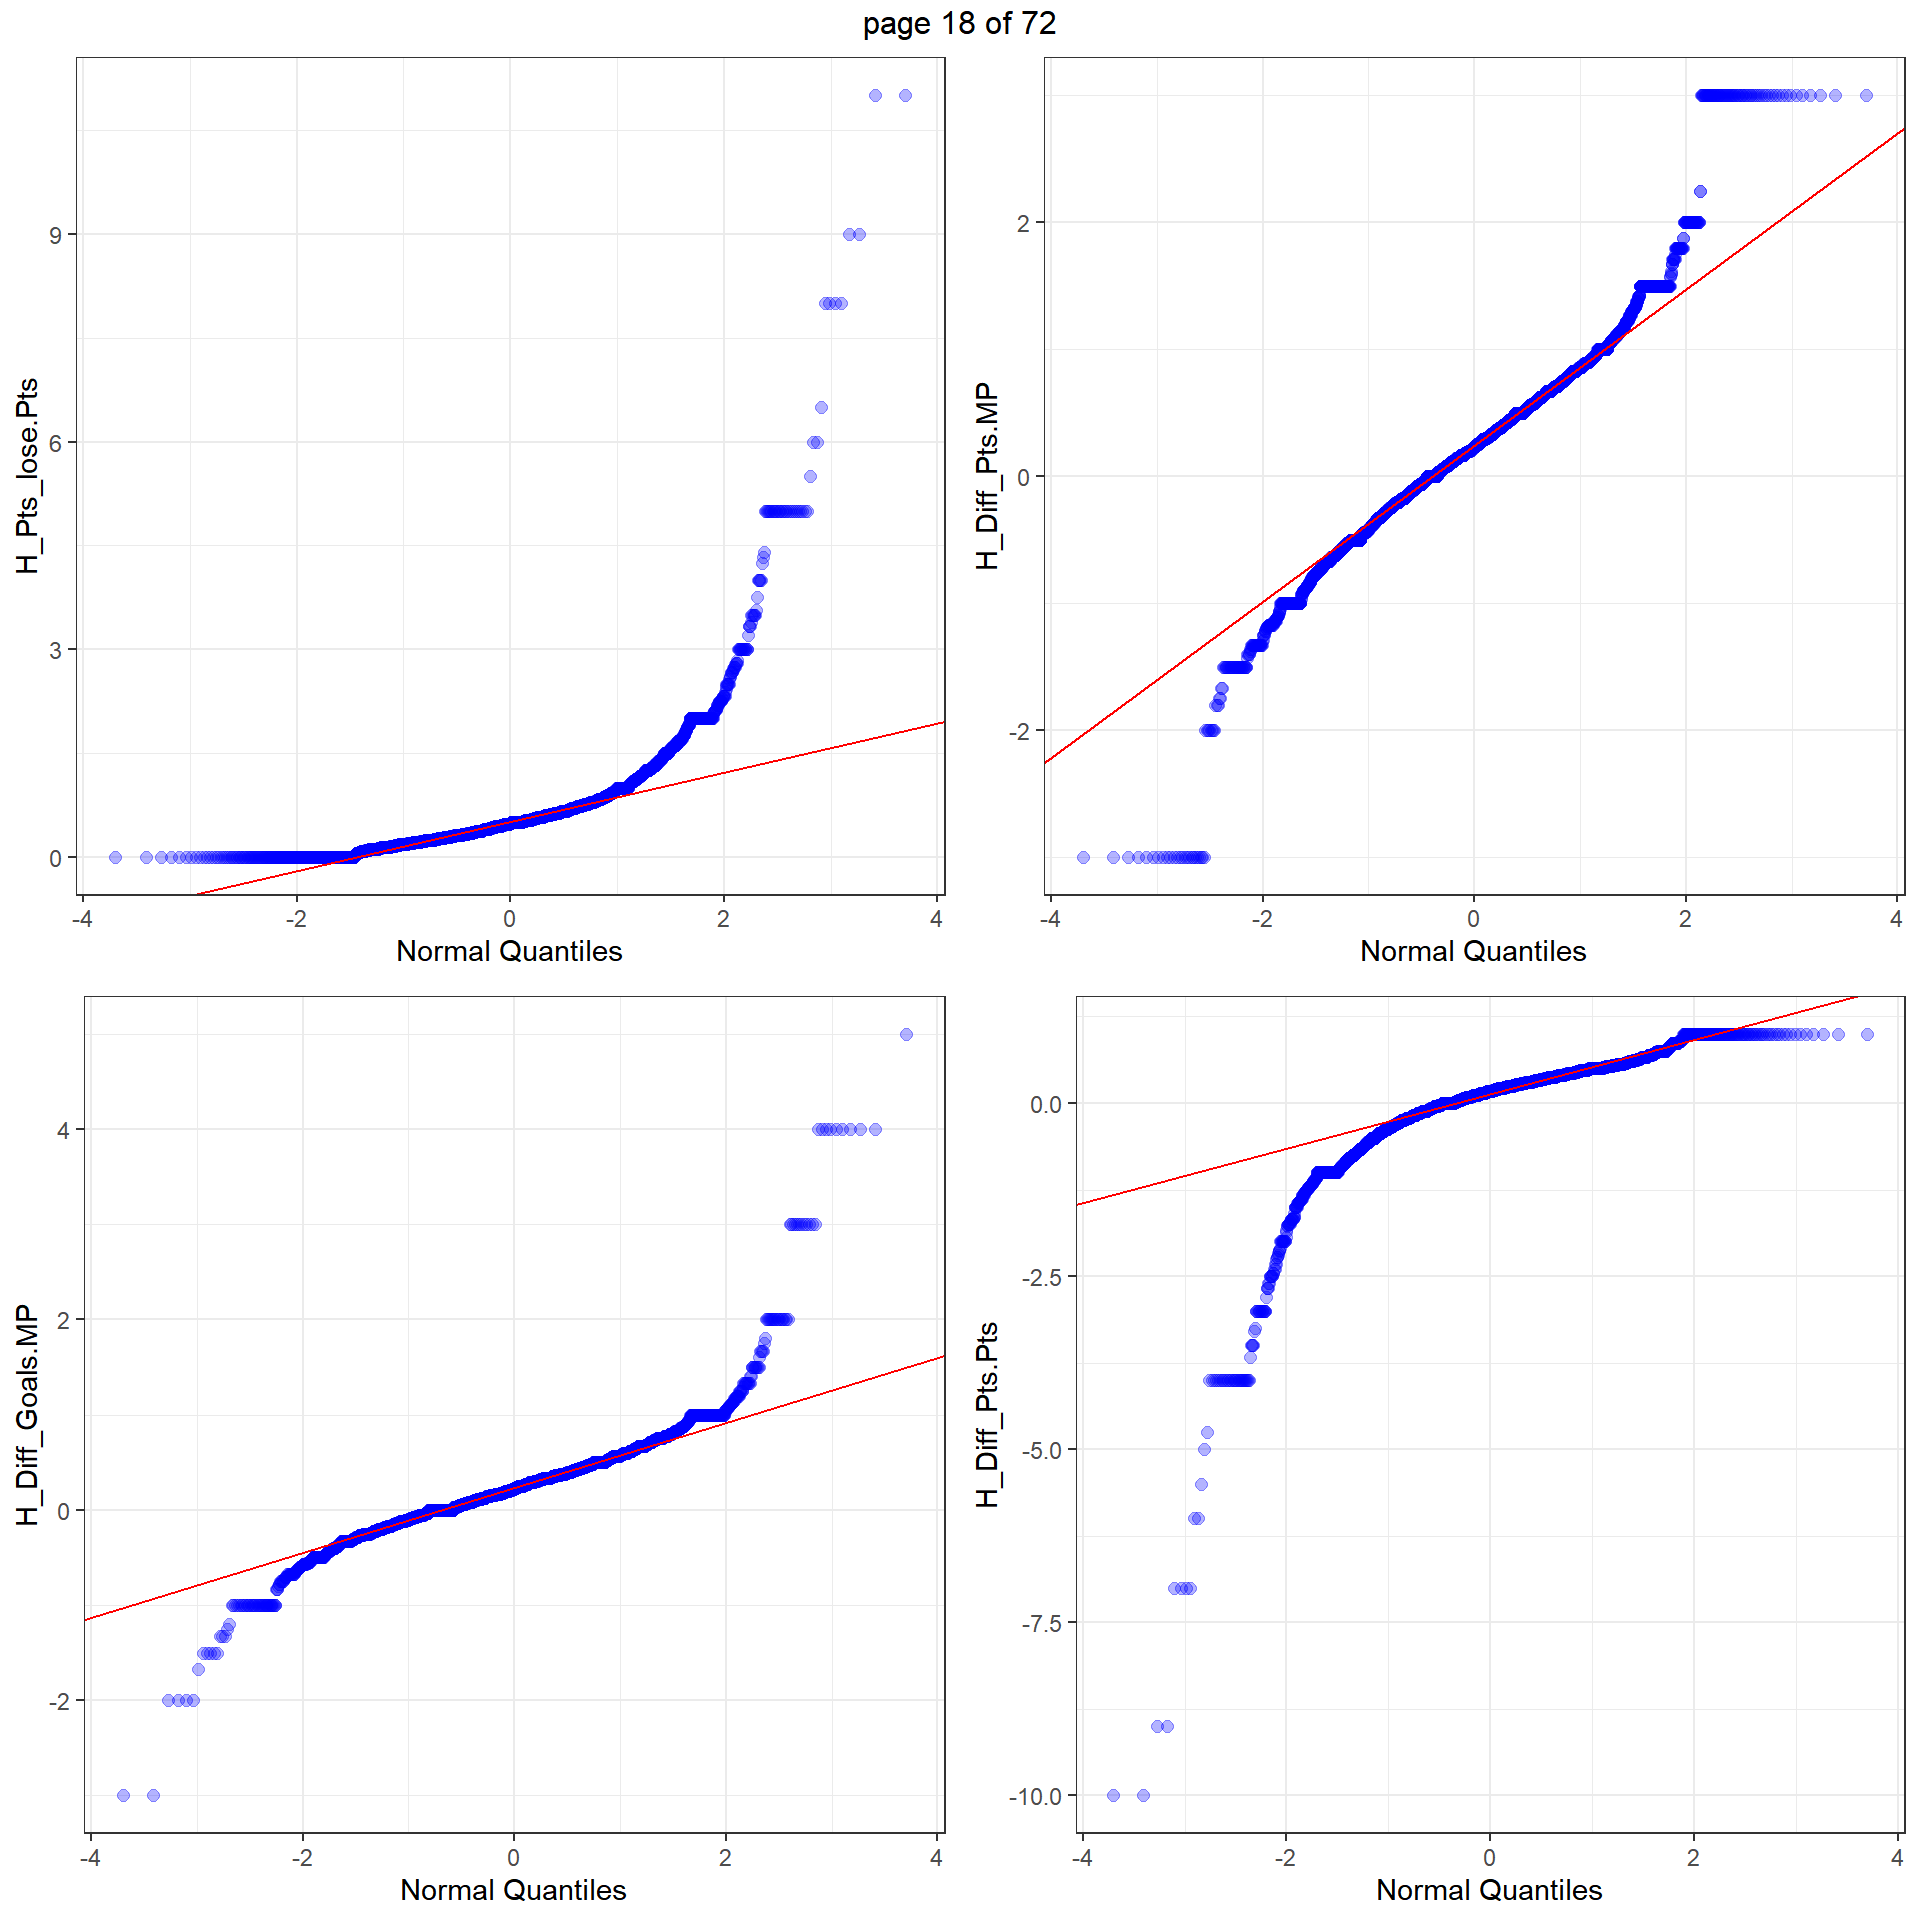 page 18 of 72
H_Pts_lose.Pts
9
6
3
0
-4 -2 0 2 4
Normal Quantiles
H_Diff_Pts.MP
2
0
-2
-4 -2 0 2 4
Normal Quantiles
H_Diff_Goals.MP
4
2
0
-2
-4 -2 0 2 4
Normal Quantiles
H_Diff_Pts.Pts
0.0
-2.5
-5.0
-7.5
-10.0
-4 -2 0 2 4
Normal Quantiles